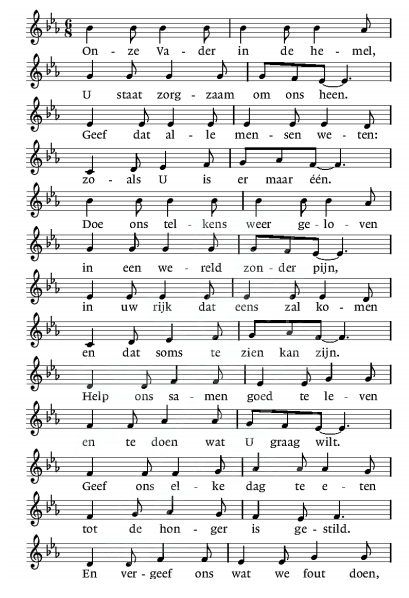 6
8
On - ze Va - der in de he - mel,
U staat zorg - zaam om ons heen.
Geef dat al - le men - sen we - ten:
zo - als U is er maar één.
Doe ons tel - kens weer ge - lo - ven
in een we - reld zon - der pijn,
in uw rijk dat eens zal ko - men
en dat soms te zien kan zijn.
Help ons sa - men goed te le - ven
en te doen wat U graag wilt.
Geef ons el - ke dag te e - ten
tot de hon - ger is ge - stild.
En ver - geef ons wat we fout doen,